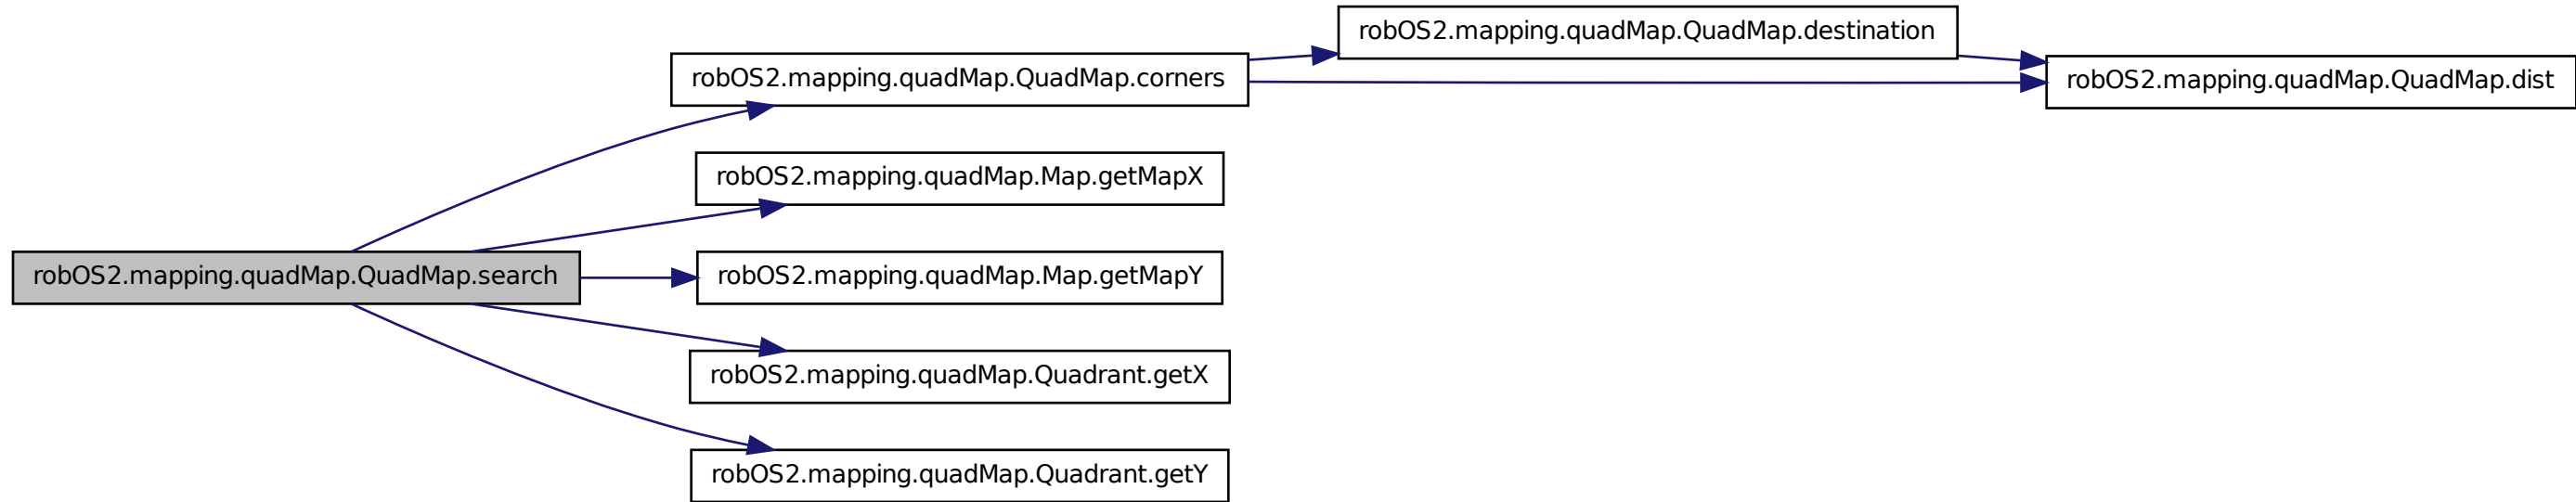 robOS2.mapping.quadMap.QuadMap.destination
robOS2.mapping.quadMap.QuadMap.corners
robOS2.mapping.quadMap.QuadMap.dist
robOS2.mapping.quadMap.Map.getMapX
robOS2.mapping.quadMap.QuadMap.search
robOS2.mapping.quadMap.Map.getMapY
robOS2.mapping.quadMap.Quadrant.getX
robOS2.mapping.quadMap.Quadrant.getY